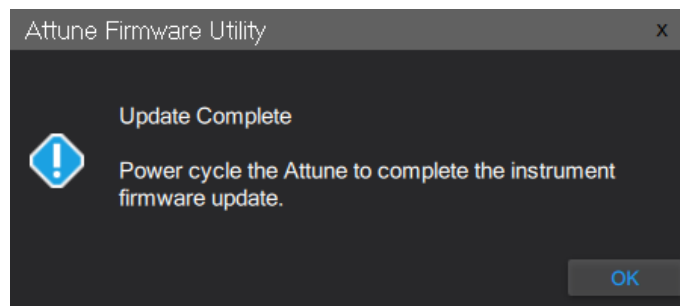 Attune Firmware Utility
x
Update Complete
Power cycle the Attune to complete the instrument
firmware update.
OK